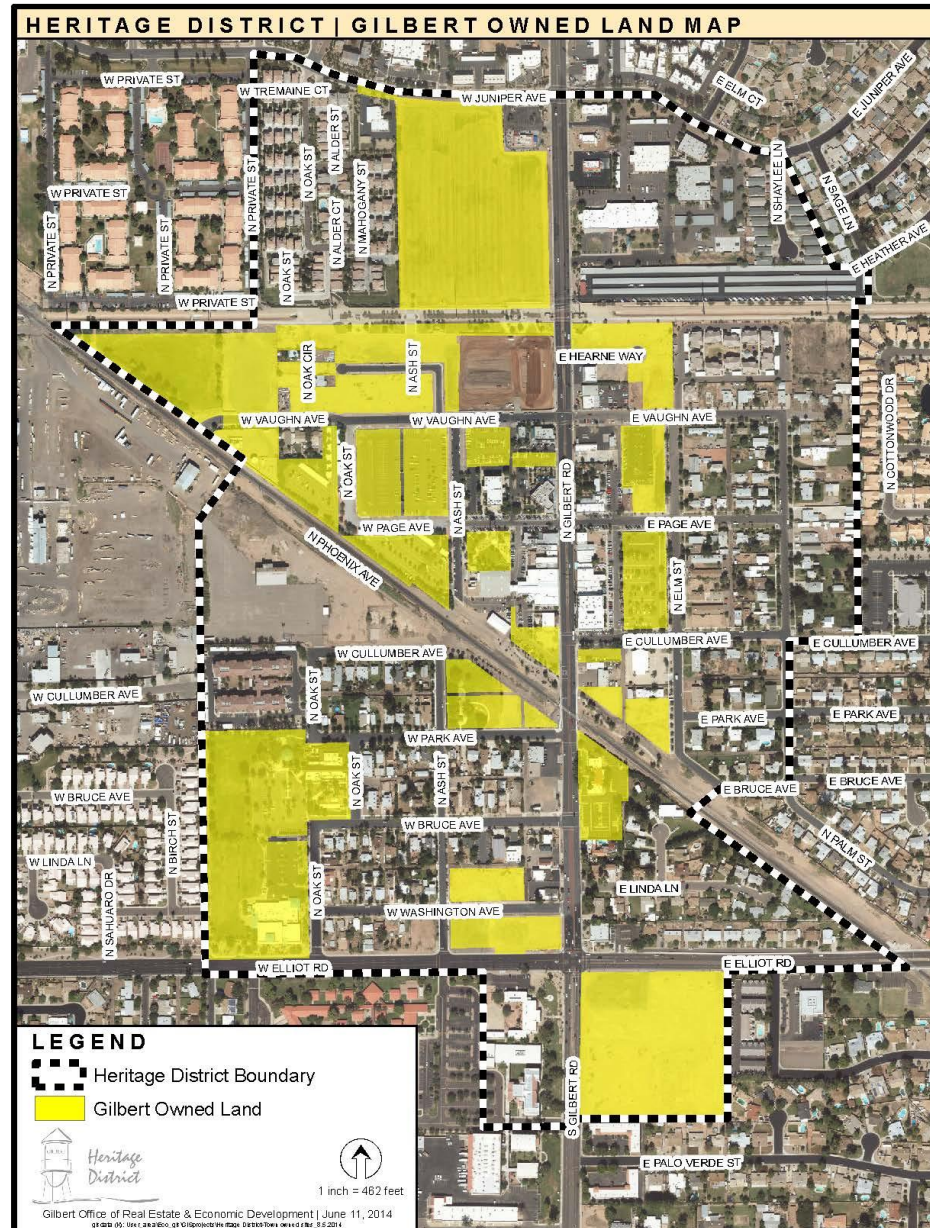 HERITAGE DISTRICT | GILBERT OWNED LAND MAP
W PRIVATE ST
W TREMAINE CT
W JUNIPER AVE
E ELM CT
E JUNIPER AVE
N PRIVATE ST
N OAK ST
N ALDER ST
N ALDER CT
N MAHOGANY ST
N SHAYLEE LN
N SAGE LN
W PRIVATE ST
N PRIVATE ST
N PRIVATE ST
N OAK ST
E HEATHER AVE
W PRIVATE ST
N OAK CIR
N ASH ST
E HEARNE WAY
N COTTONWOOD DR
W VAUGHN AVE
W VAUGHN AVE
E VAUGHN AVE
N OAK ST
N ASH ST
N GILBERT RD
W PAGE AVE
E PAGE AVE
N PHOENIX AVE
N ELM ST
W CULLUMBER AVE
E CULLUMBER AVE
E CULLUMBER AVE
W CULLUMBER AVE
N OAK ST
E PARK AVE
E PARK AVE
W PARK AVE
N OAK ST
N ASH ST
E BRUCE AVE
E BRUCE AVE
W BRUCE AVE
W BRUCE AVE
N BIRCH ST
N PALM ST
W LINDA LN
N SAHUARO DR
N OAK ST
E LINDA LN
W WASHINGTON AVE
W ELLIOT RD
E ELLIOT RD
S GILBERT RD
E PALO VERDE ST
LEGEND
Heritage District Boundary
Gilbert Owned Land
Heritage
District
1 inch = 462 feet
Gilbert Office of Real Estate & Economic Development | June 11, 2014